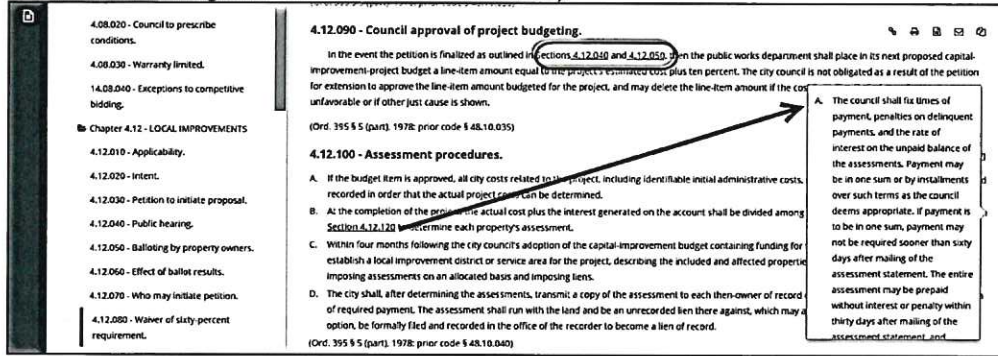 4.08.020 - Council to prescribe
conditions.
4.08.030 - Warranty limited.
14.08.040 - Exceptions to competitive
bidding.
Chapter 4.12 - LOCAL IMPROVEMENTS
4.12.010 - Applicability.
4.12.020 - Intent.
4.12.030 - Petition to initiate proposal.
4.12.040 - Public hearing.
4.12.050 - Balloting by property owners.
4.12.060 - Effect of ballot results.
4.12.070 - Who may initiate petition.
4.12.080 - Waiver of sixty-percent
requirement.
4.12.090 - Council approval of project budgeting.
In the event the petition is finalized as outlined in Sections 4.12.040 and 4.12.050, then the public works department shall place in its next proposed capital-
improvement-project budget a line-item amount equal to the project's estimated cost plus ten percent. The city council is not obligated as a result of the petition
for extension to approve the line-item amount budgeted for the project, and may delete the line-item amount if the cos
unfavorable or if other just cause is shown.
(Ord. 395 § 5 (part), 1978: prior code § 48.10.035)
4.12.100 - Assessment procedures.
A. If the budget item is approved, all city costs related to the project, including identifiable initial administrative costs,
recorded in order that the actual project costs can be determined.
B. At the completion of the project the actual cost plus the interest generated on the account shall be divided among
Section 4.12.120 to determine each property's assessment.
C. Within four months following the city council's adoption of the capital-improvement budget containing funding for
establish a local improvement district or service area for the project, describing the included and affected propertie
imposing assessments on an allocated basis and imposing liens.
D. The city shall, after determining the assessments, transmit a copy of the assessment to each then-owner of record
of required payment. The assessment shall run with the land and be an unrecorded lien there against, which may a
option, be formally filed and recorded in the office of the recorder to become a lien of record.
(Ord. 395 § 5 (part), 1978: prior code § 48.10.040)
A. The council shall fix times of
payment, penalties on delinquent
payments, and the rate of
interest on the unpaid balance of
the assessments. Payment may
be in one sum or by installments
over such terms as the council
deems appropriate. If payment is
to be in one sum, payment may
not be required sooner than sixty
days after mailing of the
assessment statement. The entire
assessment may be prepaid
without interest or penalty within
thirty days after mailing of the
assessment statement, and